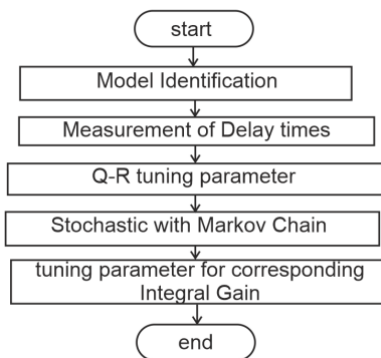 start
Model Identification
Measurement of Delay times
Q-R tuning parameter
Stochastic with Markov Chain
tuning parameter for corresponding
Integral Gain
end